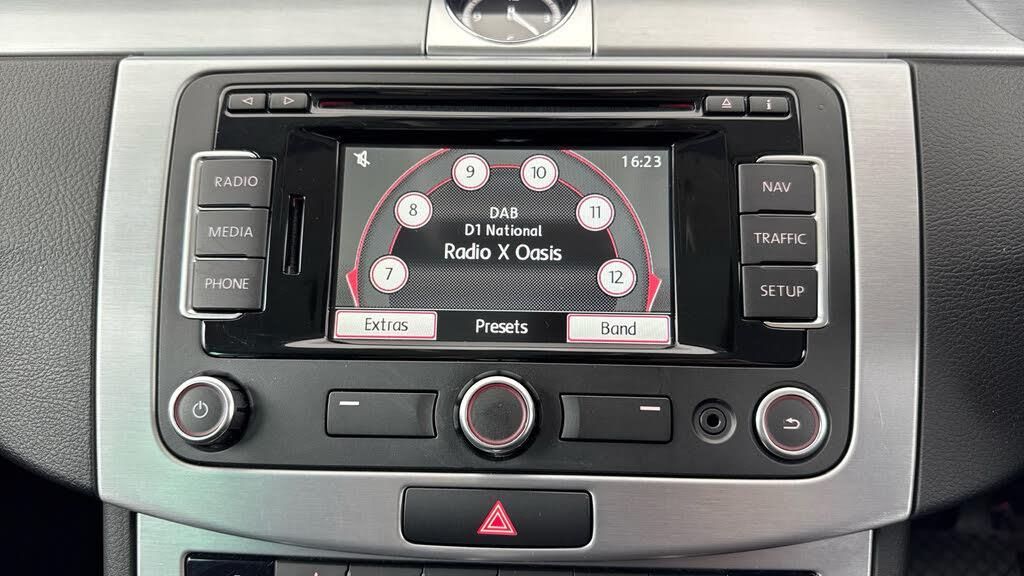 i
RADIO
MEDIA
PHONE
16:23
9
10
8
11
7
12
DAB
D1 National
Radio X Oasis
Extras
Presets
Band
NAV
TRAFFIC
SETUP